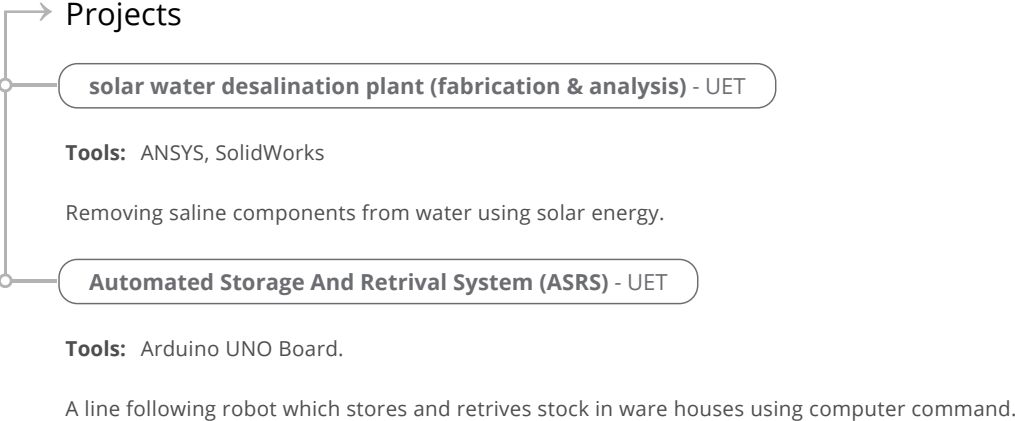 Projects
solar water desalination plant (fabrication & analysis) - UET
Tools: ANSYS, SolidWorks
Removing saline components from water using solar energy.
Automated Storage And Retrival System (ASRS) - UET
Tools: Arduino UNO Board.
A line following robot which stores and retrives stock in ware houses using computer command.